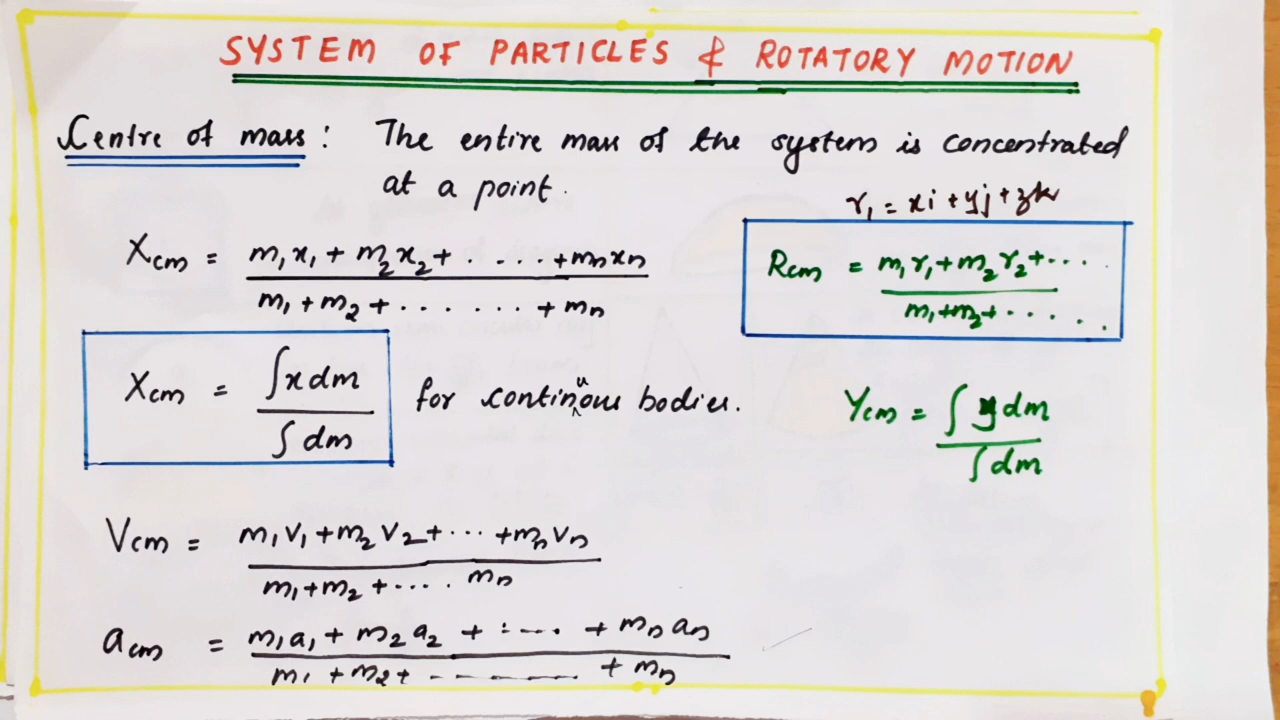 SYSTEM OF PARTICLES & ROTATORY MOTION
Centre of mass : The entire mass of the system is concentrated
at a point.
r₁ = xi + yj + zk
Xcm = m₁x₁ + m₂x₂ + ..... + mnxn / m₁ + m₂ + ....... + mn
Rcm = m₁r₁ + m₂r₂ + .... / m₁ + m₂ + ......
Xcm = ∫x dm / ∫dm for continuous bodies.
Ycm = ∫y dm / ∫dm
Vcm = m₁v₁ + m₂v₂ + ... + mnvn / m₁ + m₂ + .... mn
acm = m₁a₁ + m₂a₂ + ..... + mnan / m₁ + m₂ + ........ + mn